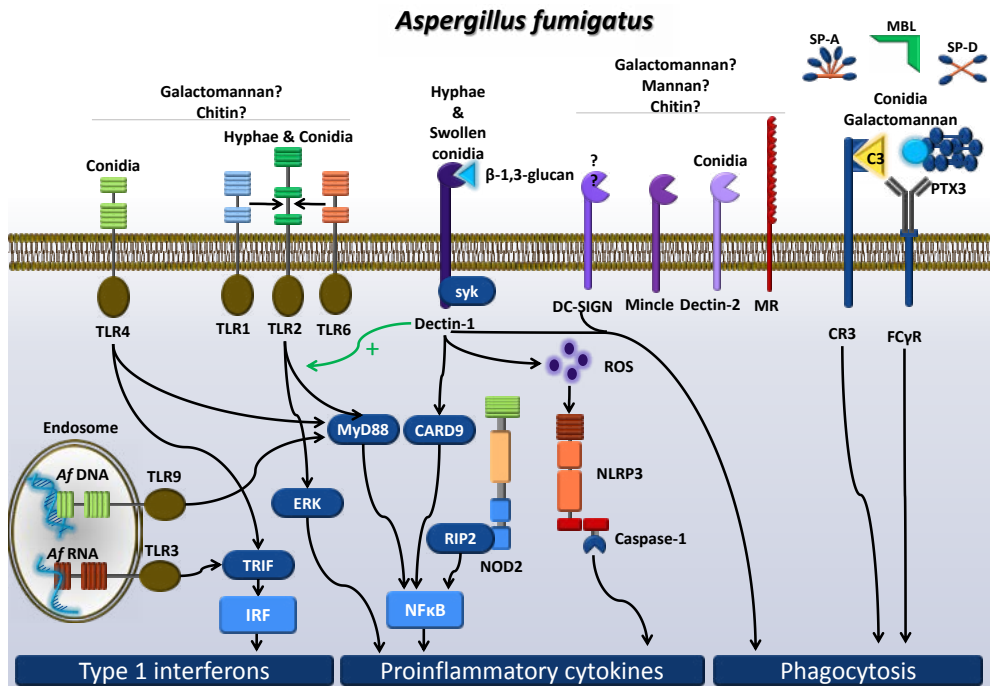 Aspergillus fumigatus
SP-A
MBL
SP-D
Galactomannan?
Chitin?
Hyphae & Conidia
Conidia
Hyphae
&
Swollen
conidia
β-1,3-glucan
Galactomannan?
Mannan?
Chitin?
?
?
Conidia
Conidia
Galactomannan
C3
PTX3
syk
TLR4
TLR1
TLR2
TLR6
Dectin-1
DC-SIGN
Mincle
Dectin-2
MR
CR3
FCγR
+
ROS
Endosome
MyD88
CARD9
NLRP3
Af DNA
TLR9
ERK
RIP2
NOD2
Caspase-1
Af RNA
TLR3
TRIF
IRF
NFκB
Type 1 interferons
Proinflammatory cytokines
Phagocytosis